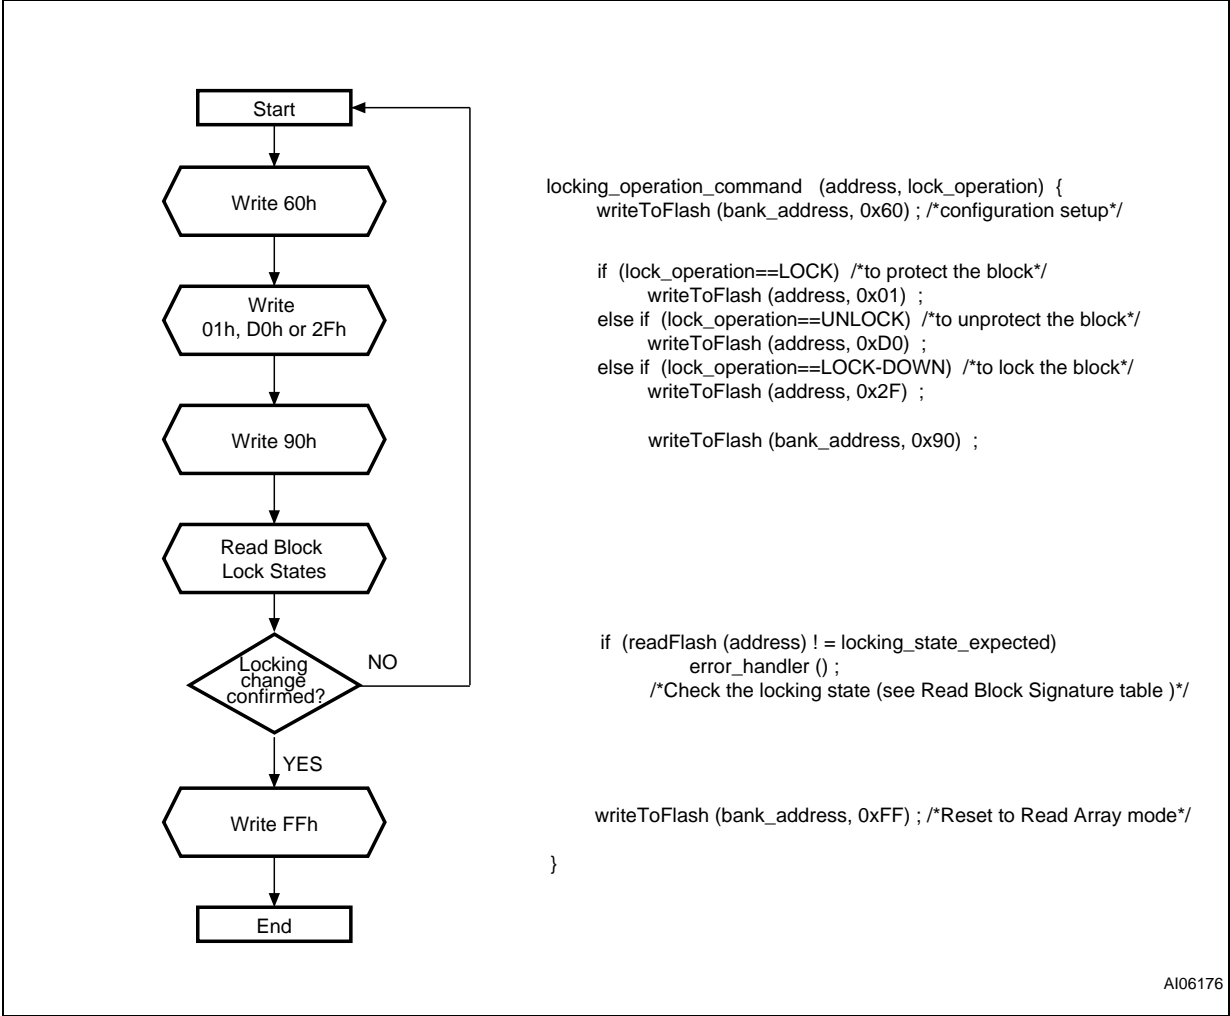 Start
Write 60h
locking_operation_command (address, lock_operation) {
writeToFlash (bank_address, 0x60) ; /*configuration setup*/
Write
01h, D0h or 2Fh
if (lock_operation==LOCK) /*to protect the block*/
writeToFlash (address, 0x01) ;
else if (lock_operation==UNLOCK) /*to unprotect the block*/
writeToFlash (address, 0xD0) ;
else if (lock_operation==LOCK-DOWN) /*to lock the block*/
writeToFlash (address, 0x2F) ;
Write 90h
writeToFlash (bank_address, 0x90) ;
Read Block
Lock States
Locking
change
confirmed?
NO
if (readFlash (address) ! = locking_state_expected)
error_handler () ;
/*Check the locking state (see Read Block Signature table )*/
YES
Write FFh
writeToFlash (bank_address, 0xFF) ; /*Reset to Read Array mode*/
}
End
AI06176